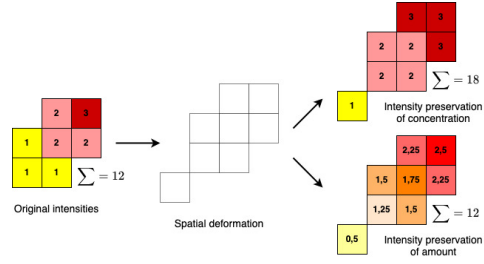 3 3
2 2 3
2 2 ∑ = 18
1
Intensity preservation
of concentration
2 3
1 2 2
1 1 ∑ = 12
Original intensities
Spatial deformation
2,25 2,5
1,5 1,75 2,25
1,25 1,5 ∑ = 12
0,5
Intensity preservation
of amount